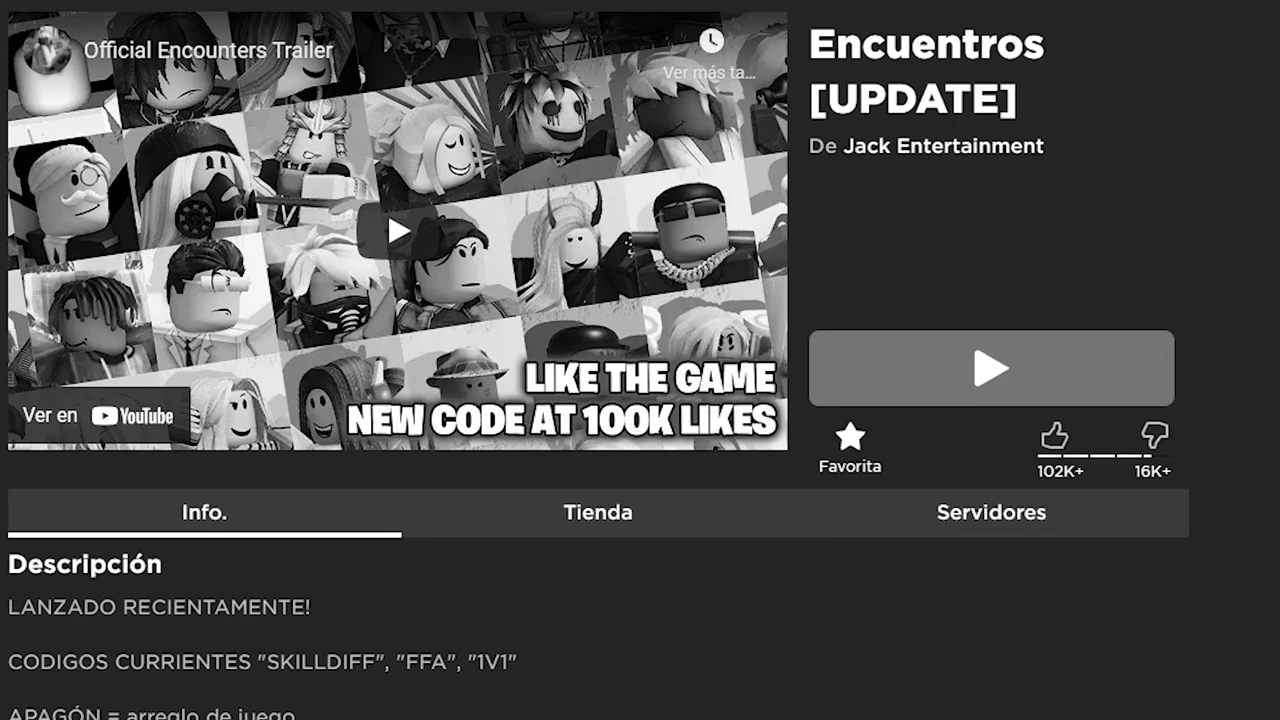 Official Encounters Trailer
Ver más ta...
Encuentros
[UPDATE]
De Jack Entertainment
LIKE THE GAME
NEW CODE AT 100K LIKES
Ver en YouTube
Favorita
102K+
16K+
Info.
Tienda
Servidores
Descripción
LANZADO RECIENTAMENTE!
CODIGOS CURRIENTES "SKILLDIFF", "FFA", "1V1"
APAGÓN = arreglo de juego